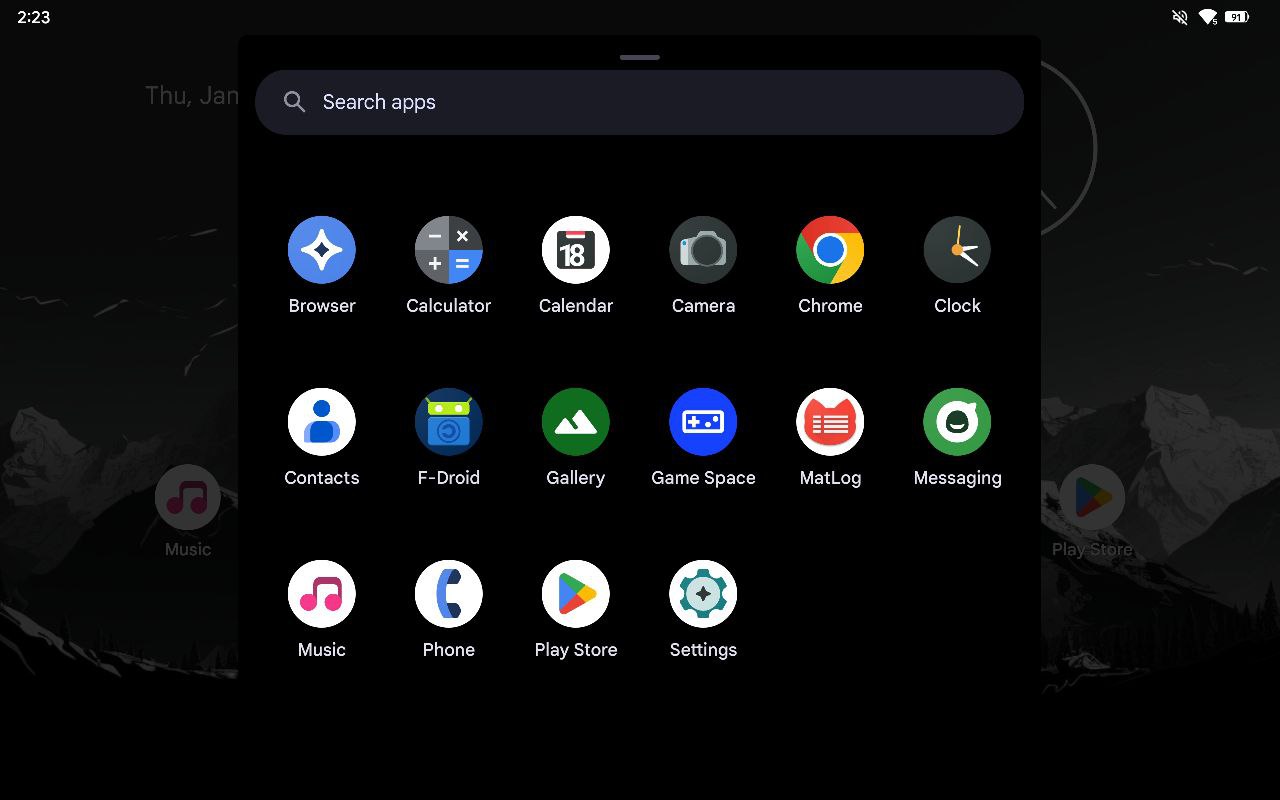 2:23
91
Thu, Jan
Search apps
18
Browser
Calculator
Calendar
Camera
Chrome
Clock
Contacts
F-Droid
Gallery
Game Space
MatLog
Messaging
Music
Play Store
Music
Phone
Play Store
Settings